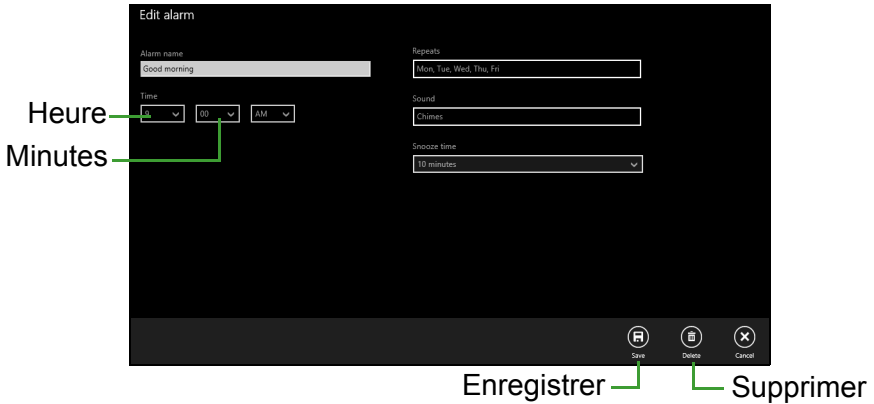 Edit alarm
Alarm name
Good morning
Time
9 00 AM
Heure
Minutes
Repeats
Mon, Tue, Wed, Thu, Fri
Sound
Chimes
Snooze time
10 minutes
Save Delete Cancel
Enregistrer Supprimer